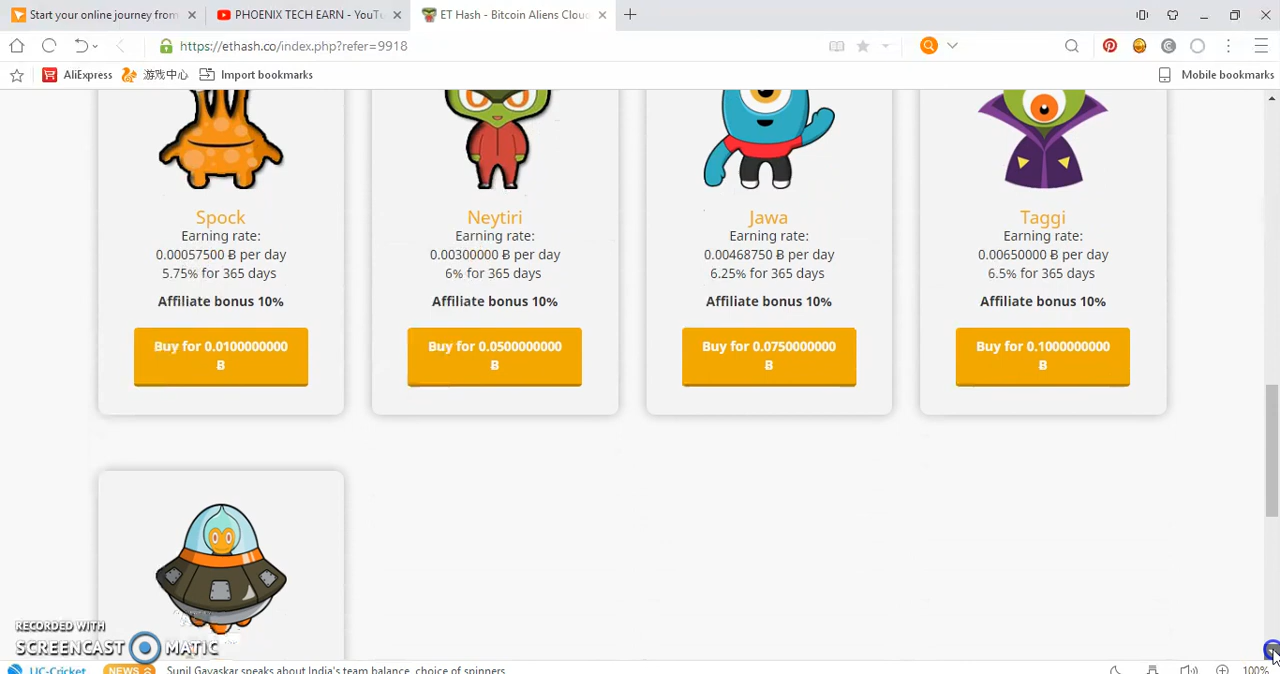 Start your online journey from
PHOENIX TECH EARN - YouTu
ET Hash - Bitcoin Aliens Clou
https://ethash.co/index.php?refer=9918
AliExpress
游戏中心
Import bookmarks
Mobile bookmarks
Spock
Earning rate:
0.00057500 Ƀ per day
5.75% for 365 days
Affiliate bonus 10%
Buy for 0.0100000000
Ƀ
Neytiri
Earning rate:
0.00300000 Ƀ per day
6% for 365 days
Affiliate bonus 10%
Buy for 0.0500000000
Ƀ
Jawa
Earning rate:
0.00468750 Ƀ per day
6.25% for 365 days
Affiliate bonus 10%
Buy for 0.0750000000
Ƀ
Taggi
Earning rate:
0.00650000 Ƀ per day
6.5% for 365 days
Affiliate bonus 10%
Buy for 0.1000000000
Ƀ
RECORDED WITH
SCREENCAST MATIC
UC-Cricket
NEWS
Sunil Gavaskar speaks about India's team balance, choice of spinners
100%